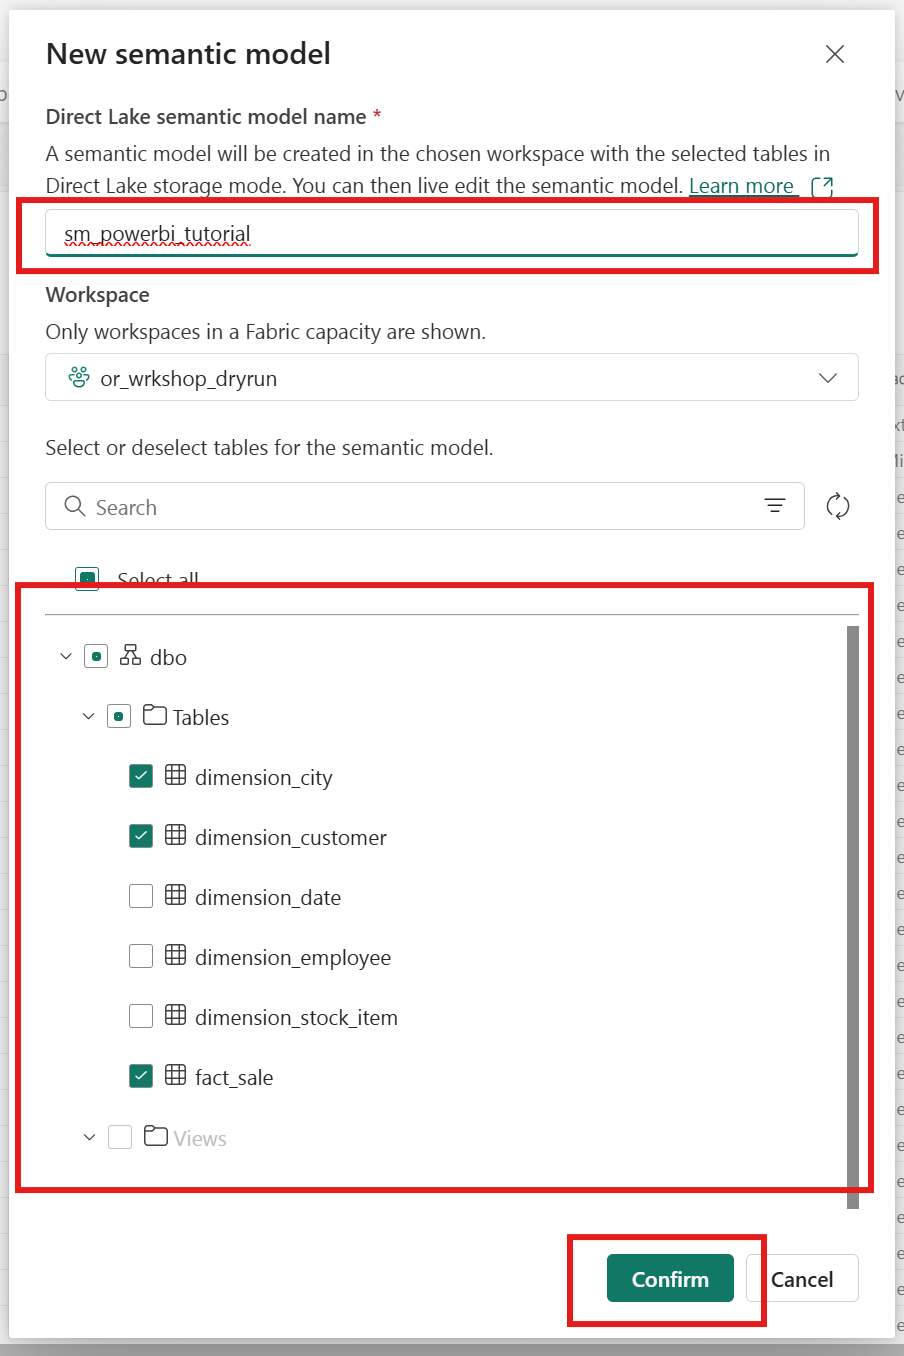 New semantic model
Direct Lake semantic model name *
A semantic model will be created in the chosen workspace with the selected tables in
Direct Lake storage mode. You can then live edit the semantic model. Learn more
sm_powerbi_tutorial
Workspace
Only workspaces in a Fabric capacity are shown.
or_wrkshop_dryrun
Select or deselect tables for the semantic model.
Search
Select all
dbo
Tables
dimension_city
dimension_customer
dimension_date
dimension_employee
dimension_stock_item
fact_sale
Views
Confirm
Cancel